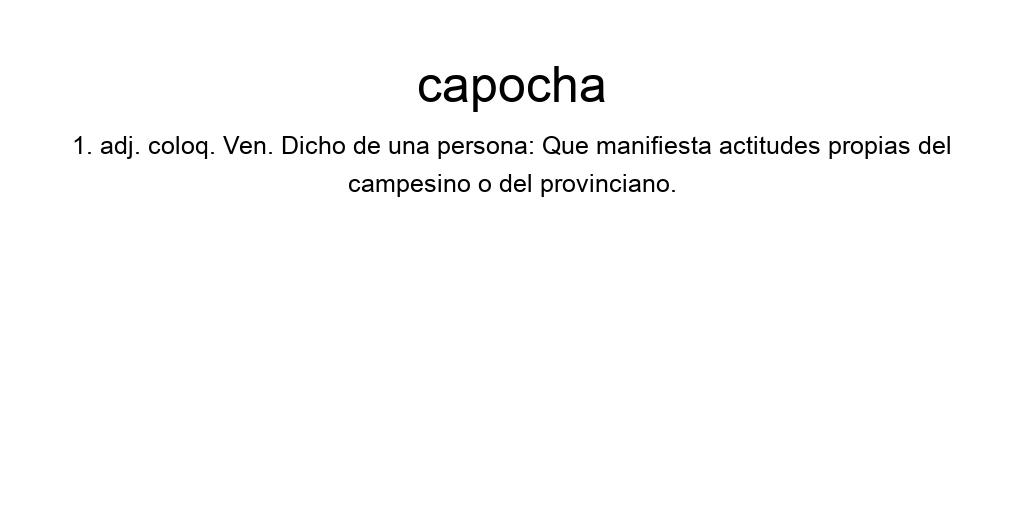 capocha
1. adj. coloq. Ven. Dicho de una persona: Que manifiesta actitudes propias del
campesino o del provinciano.